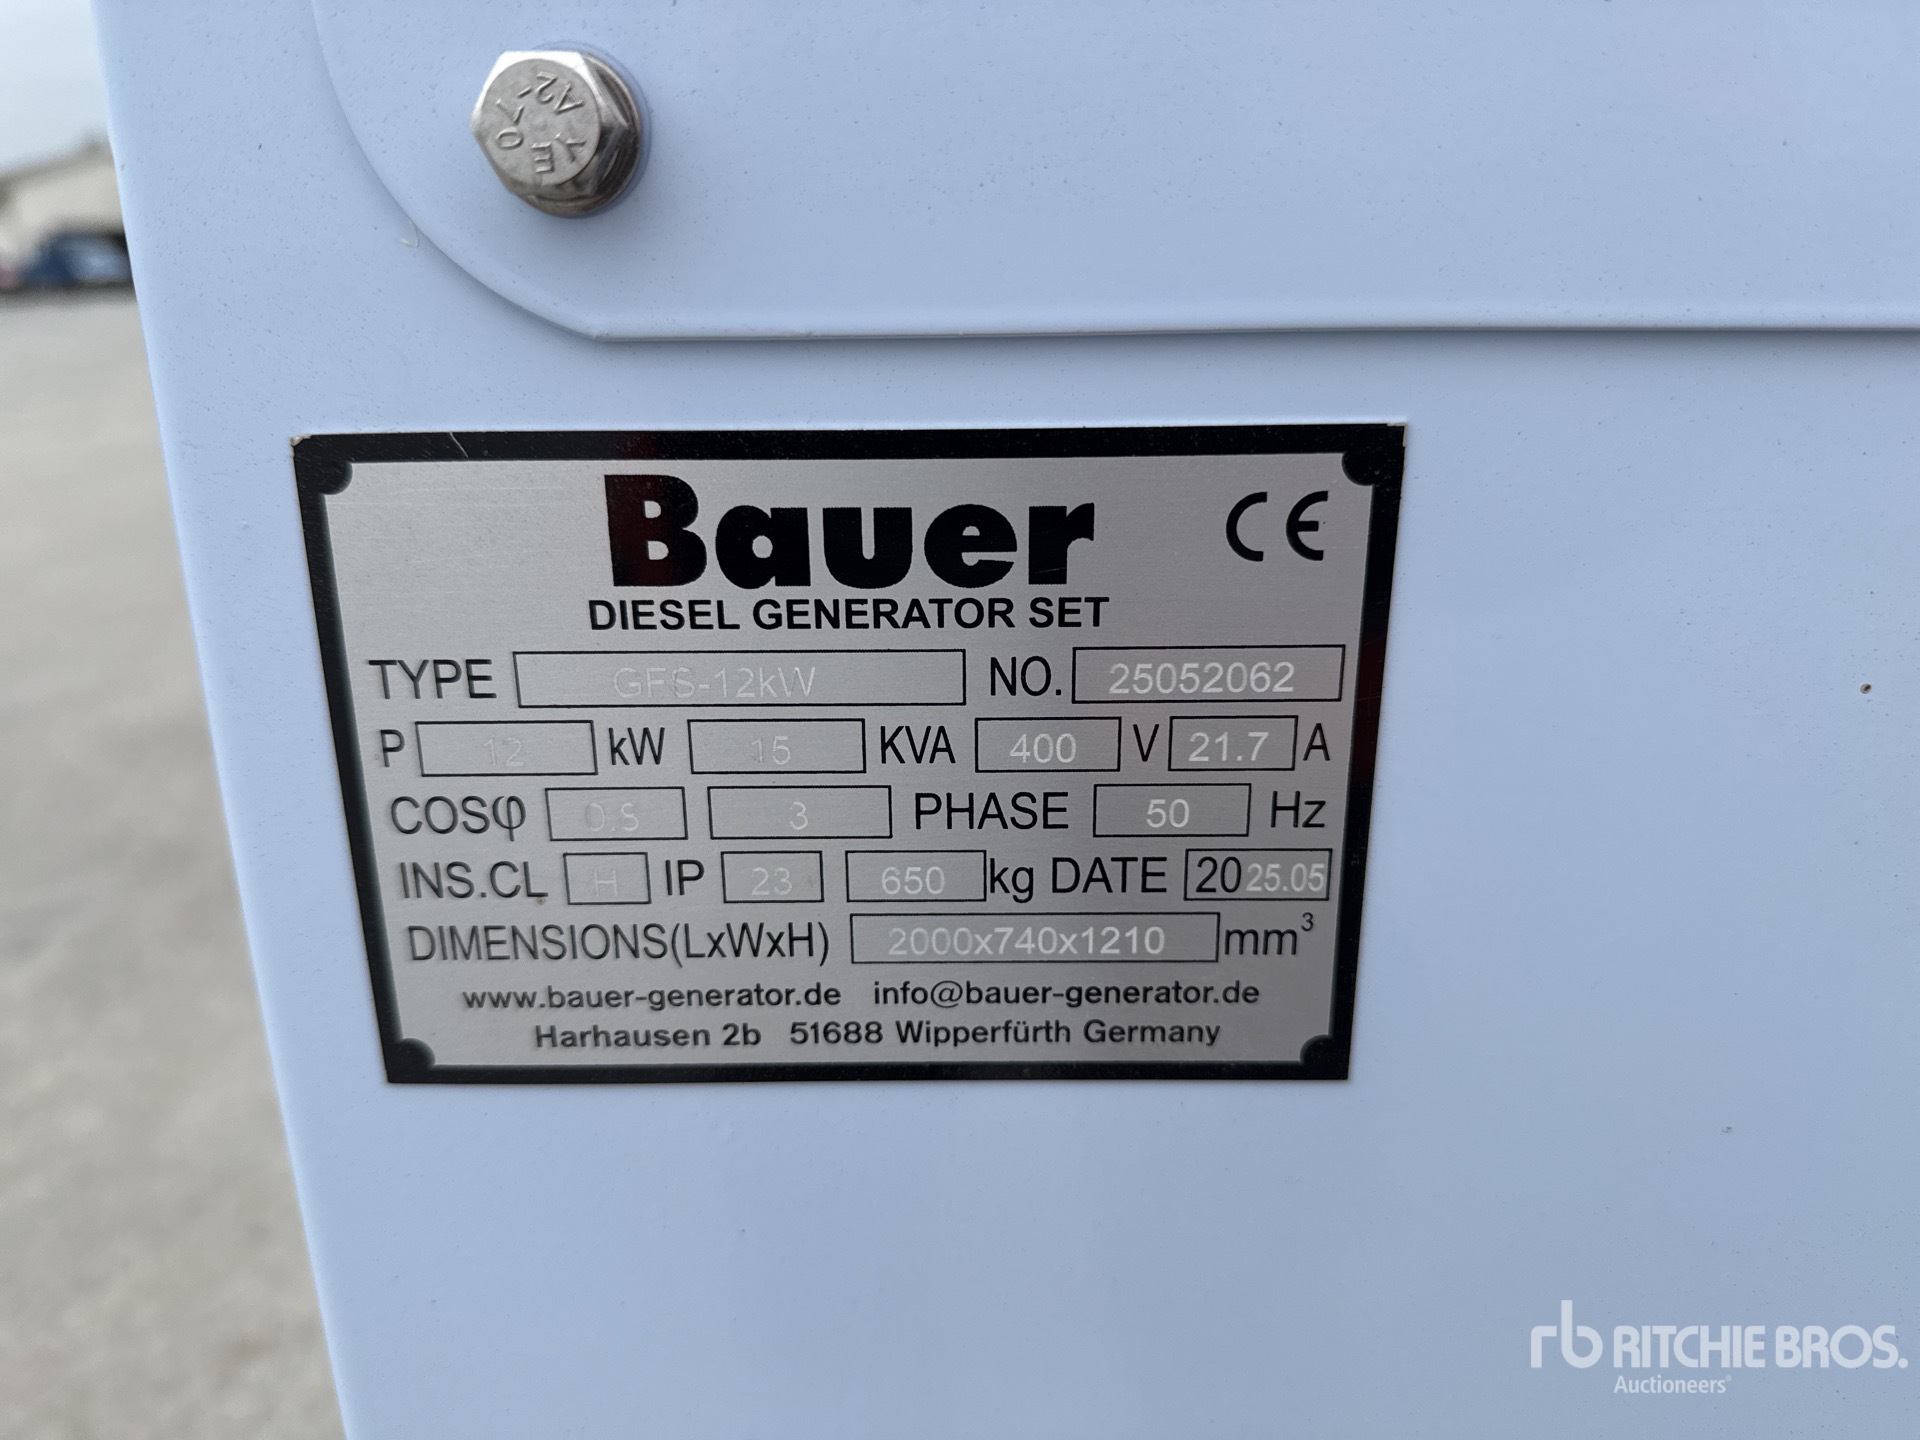 A2-70
YE
Bauer CE
DIESEL GENERATOR SET
TYPE GFS-12kW NO. 25052062
P 12 kW 15 KVA 400 V 21.7 A
COSφ 0.8 3 PHASE 50 Hz
INS.CL H IP 23 650 kg DATE 2025.05
DIMENSIONS(LxWxH) 2000x740x1210 mm³
www.bauer-generator.de info@bauer-generator.de
Harhausen 2b 51688 Wipperfürth Germany
rb RITCHIE BROS.
Auctioneers